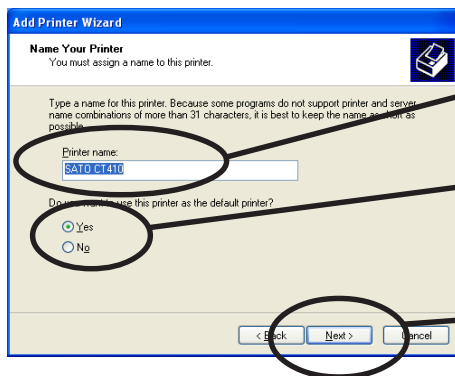 Add Printer Wizard
Name Your Printer
You must assign a name to this printer.
Type a name for this printer. Because some programs do not support printer and server
name combinations of more than 31 characters, it is best to keep the name as short as
possible.
Printer name:
SATO CT410
Do you want to use this printer as the default printer?
Yes
No
< Back Next > Cancel